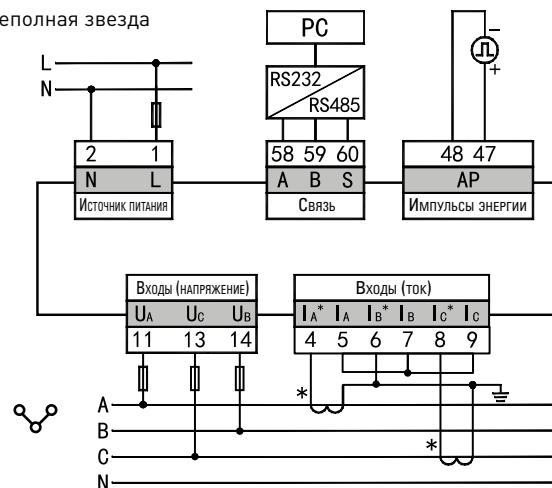 еполная звезда
PC
RS232
RS485
L
N
2 1
N L
Источник питания
58 59 60
A B S
Связь
48 47
AP
Импульсы энергии
− +
Входы (напряжение)
UA UC UB
11 13 14
Входы (ток)
IA* IA IB* IB IC* IC
4 5 6 7 8 9
*
A
B
*
C
N